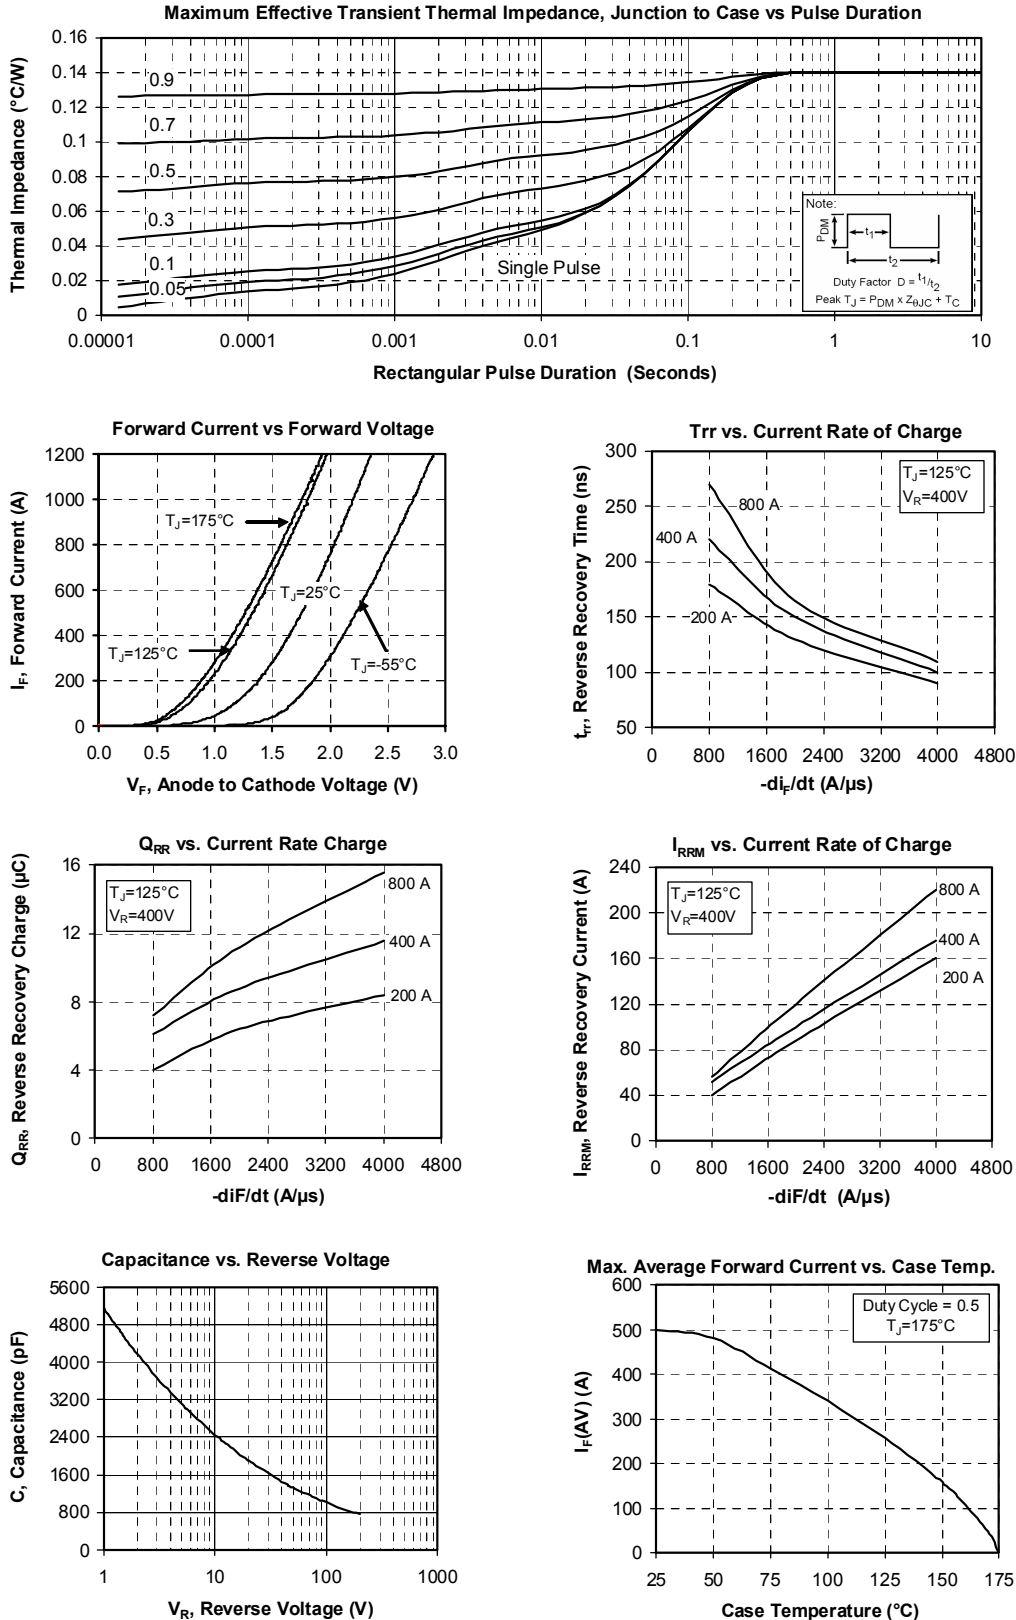 Maximum Effective Transient Thermal Impedance, Junction to Case vs Pulse Duration
Thermal Impedance (°C/W)
0.16
0.14
0.12
0.1
0.08
0.06
0.04
0.02
0
0.9
0.7
0.5
0.3
0.1
0.05
Single Pulse
Note:
PDM
t1
t2
Duty Factor D = t1/t2
Peak TJ = PDM x ZθJC + TC
0.00001
0.0001
0.001
0.01
0.1
1
10
Rectangular Pulse Duration (Seconds)
Forward Current vs Forward Voltage
IF, Forward Current (A)
1200
1000
800
600
400
200
0
TJ=175°C
TJ=25°C
TJ=125°C
TJ=-55°C
0.0
0.5
1.0
1.5
2.0
2.5
3.0
VF, Anode to Cathode Voltage (V)
Trr vs. Current Rate of Charge
trr, Reverse Recovery Time (ns)
300
250
200
150
100
50
TJ=125°C
VR=400V
800 A
400 A
200 A
0
800
1600
2400
3200
4000
4800
-diF/dt (A/µs)
QRR vs. Current Rate Charge
QRR, Reverse Recovery Charge (µC)
16
12
8
4
0
TJ=125°C
VR=400V
800 A
400 A
200 A
0
800
1600
2400
3200
4000
4800
-diF/dt (A/µs)
IRRM vs. Current Rate of Charge
IRRM, Reverse Recovery Current (A)
240
200
160
120
80
40
0
TJ=125°C
VR=400V
800 A
400 A
200 A
0
800
1600
2400
3200
4000
4800
-diF/dt (A/µs)
Capacitance vs. Reverse Voltage
C, Capacitance (pF)
5600
4800
4000
3200
2400
1600
800
0
1
10
100
1000
VR, Reverse Voltage (V)
Max. Average Forward Current vs. Case Temp.
IF(AV) (A)
600
500
400
300
200
100
0
Duty Cycle = 0.5
TJ=175°C
25
50
75
100
125
150
175
Case Temperature (°C)